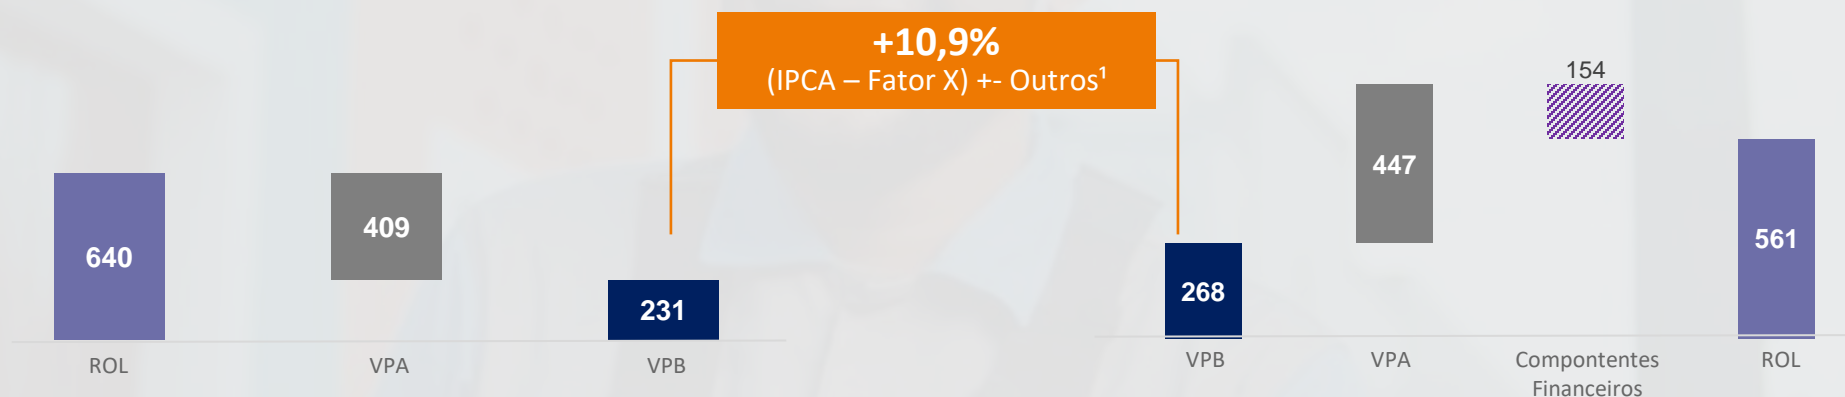 +10,9%
(IPCA – Fator X) +- Outros¹
640
409
231
ROL
VPA
VPB
154
268
447
561
VPB
VPA
Compontentes
Financeiros
ROL